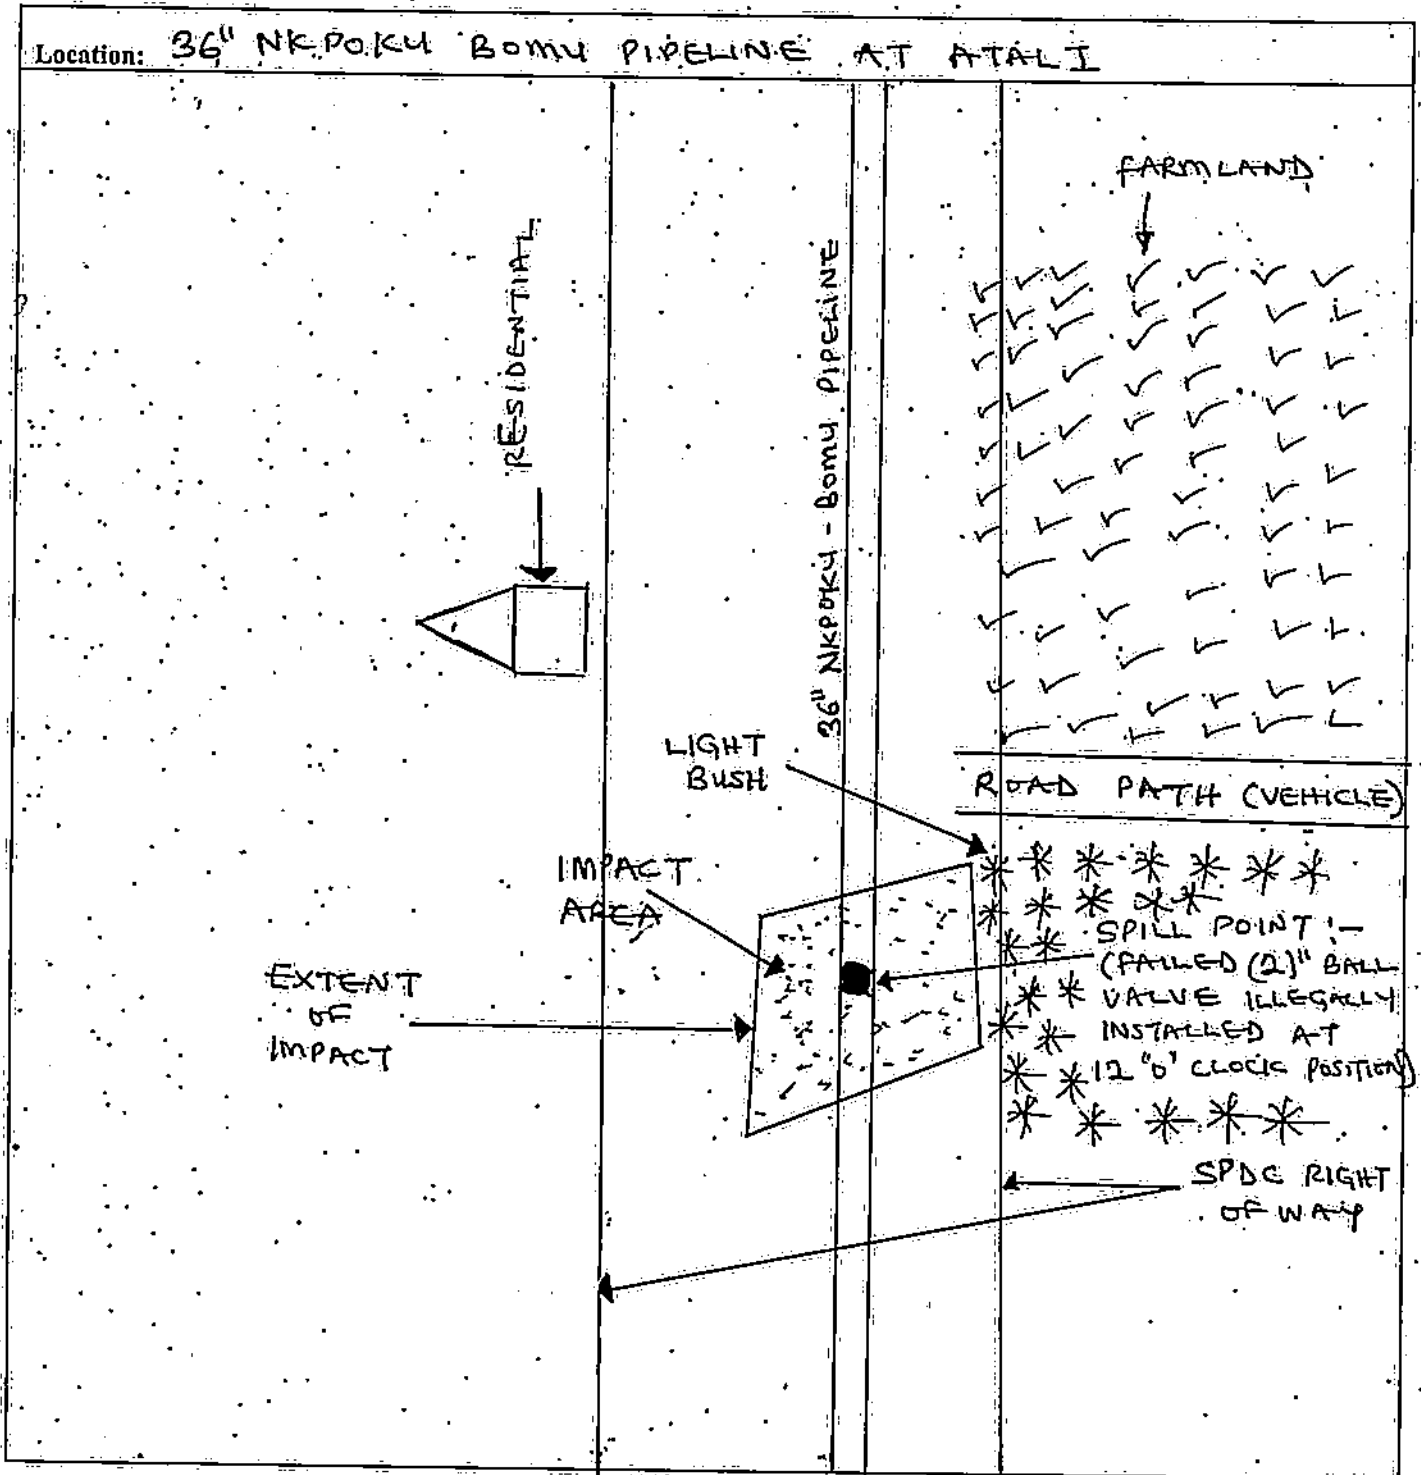 Location: 36" NKPOKU BOMU PIPELINE AT ATALI
FARMLAND
RESIDENTIAL
36" NKPOKU - BOMU PIPELINE
LIGHT
BUSH
ROAD PATH (VEHICLE)
IMPACT
AREA
SPILL POINT :-
(FAILED (2)" BALL
VALVE ILLEGALLY
INSTALLED AT
12 "O" CLOCK POSITION)
EXTENT
OF
IMPACT
SPDC RIGHT
OF WAY